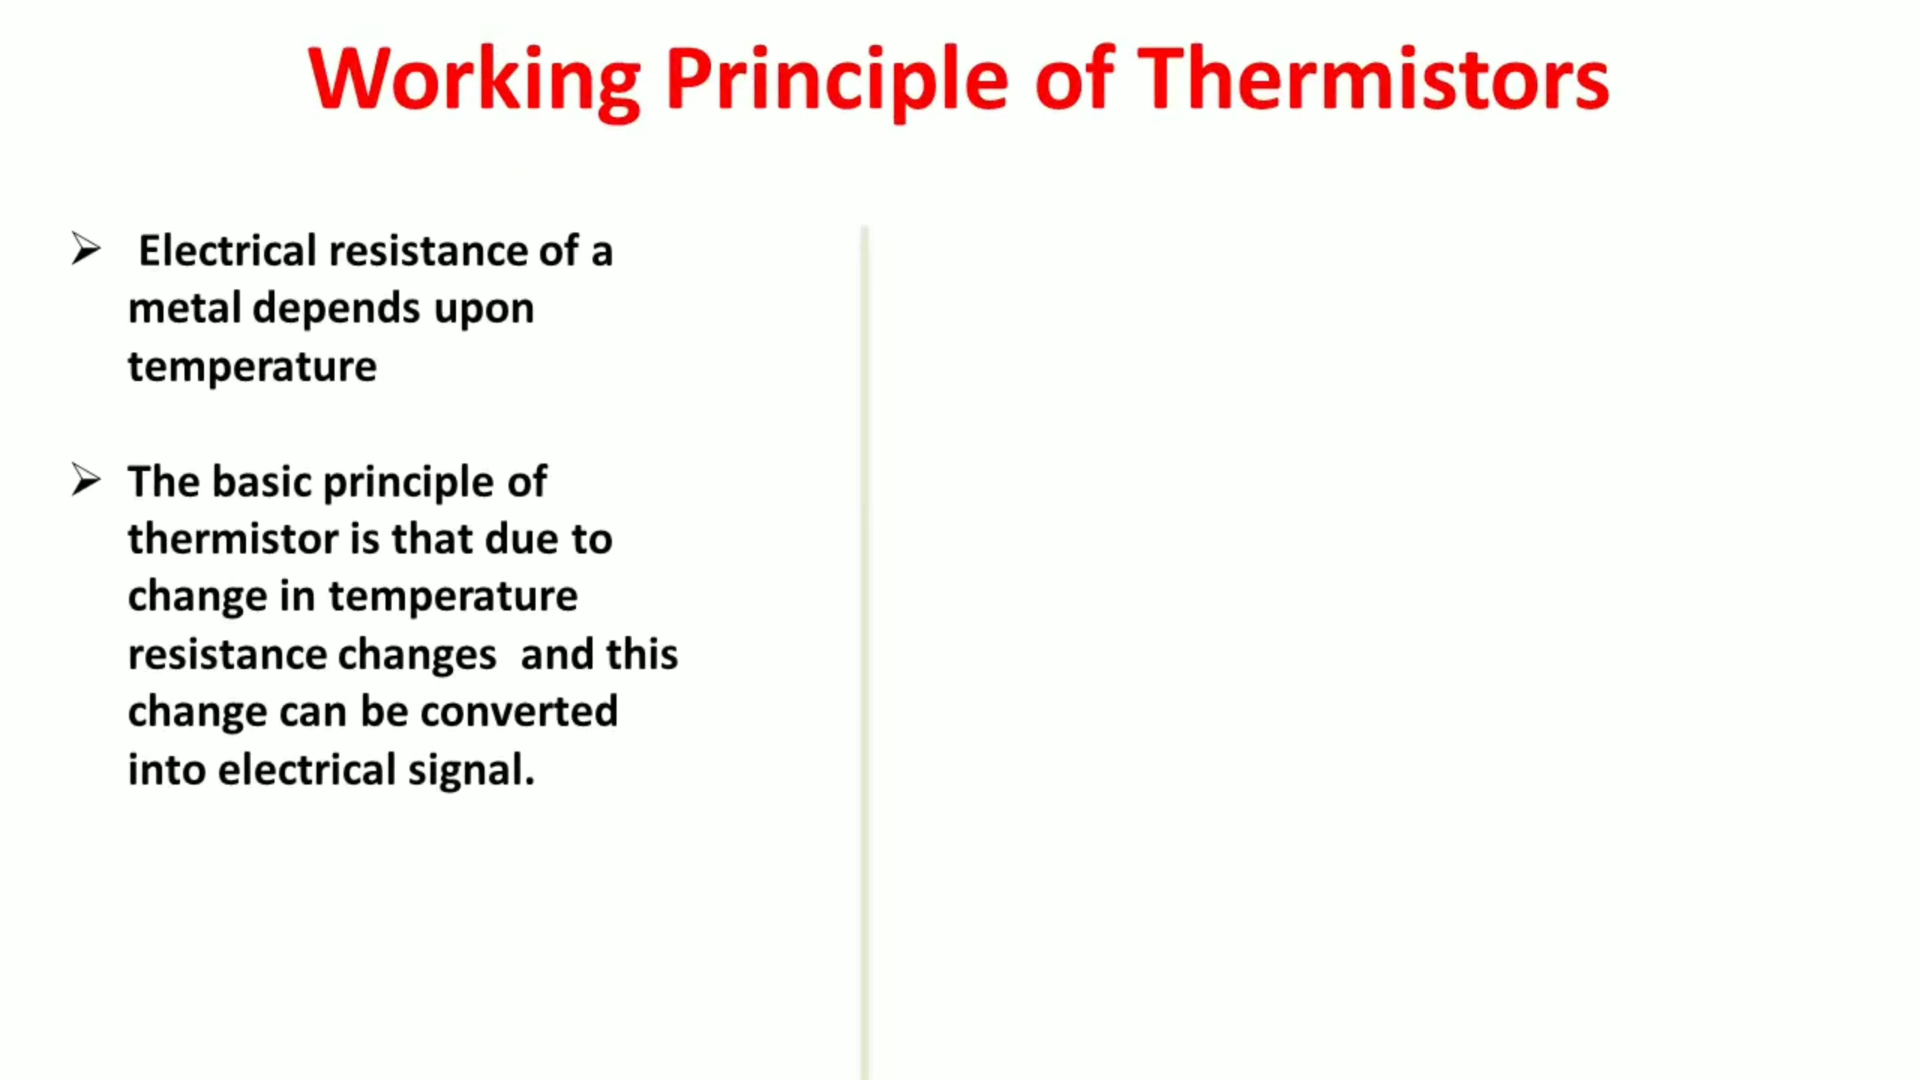 Working Principle of Thermistors
➢ Electrical resistance of a
metal depends upon
temperature
➢ The basic principle of
thermistor is that due to
change in temperature
resistance changes and this
change can be converted
into electrical signal.